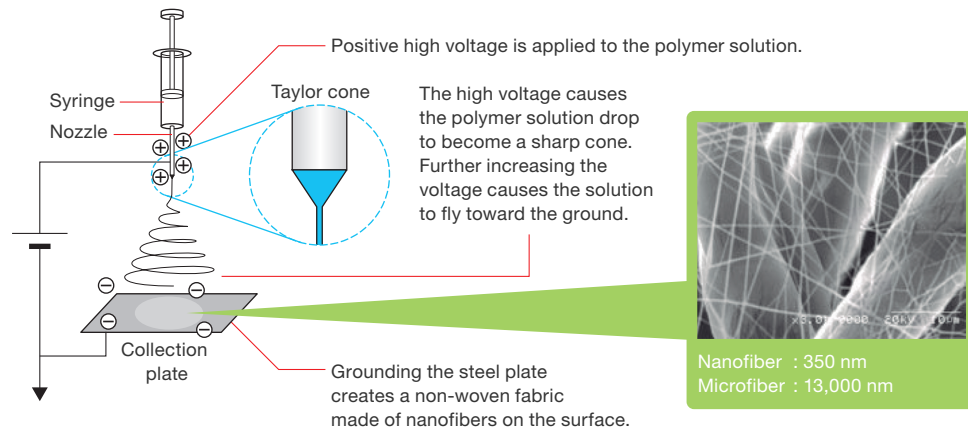 Positive high voltage is applied to the polymer solution.
Syringe
Nozzle
Taylor cone
The high voltage causes
the polymer solution drop
to become a sharp cone.
Further increasing the
voltage causes the solution
to fly toward the ground.
Collection
plate
Grounding the steel plate
creates a non-woven fabric
made of nanofibers on the surface.
20kV 10μm
Nanofiber : 350 nm
Microfiber : 13,000 nm